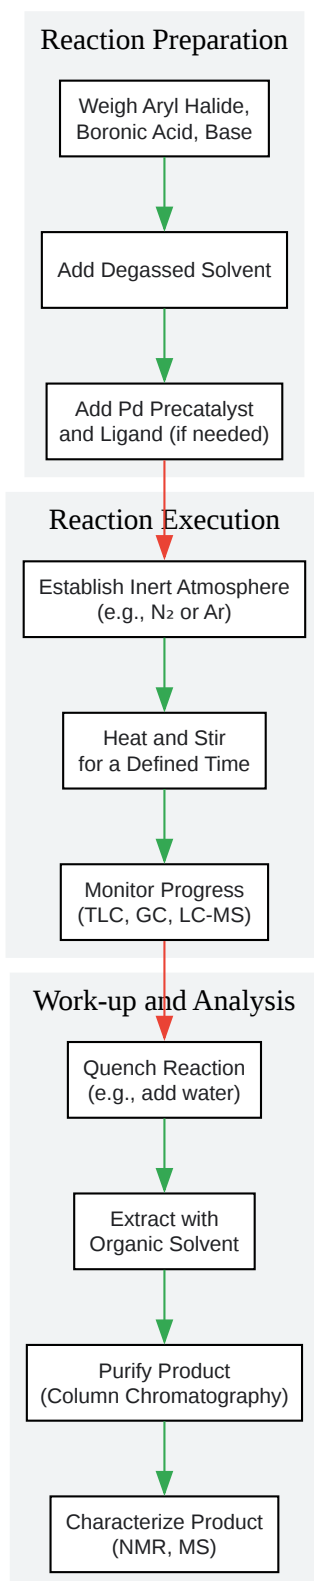 Reaction Preparation
Weigh Aryl Halide,
Boronic Acid, Base
Add Degassed Solvent
Add Pd Precatalyst
and Ligand (if needed)
Reaction Execution
Establish Inert Atmosphere
(e.g., N₂ or Ar)
Heat and Stir
for a Defined Time
Monitor Progress
(TLC, GC, LC-MS)
Work-up and Analysis
Quench Reaction
(e.g., add water)
Extract with
Organic Solvent
Purify Product
(Column Chromatography)
Characterize Product
(NMR, MS)